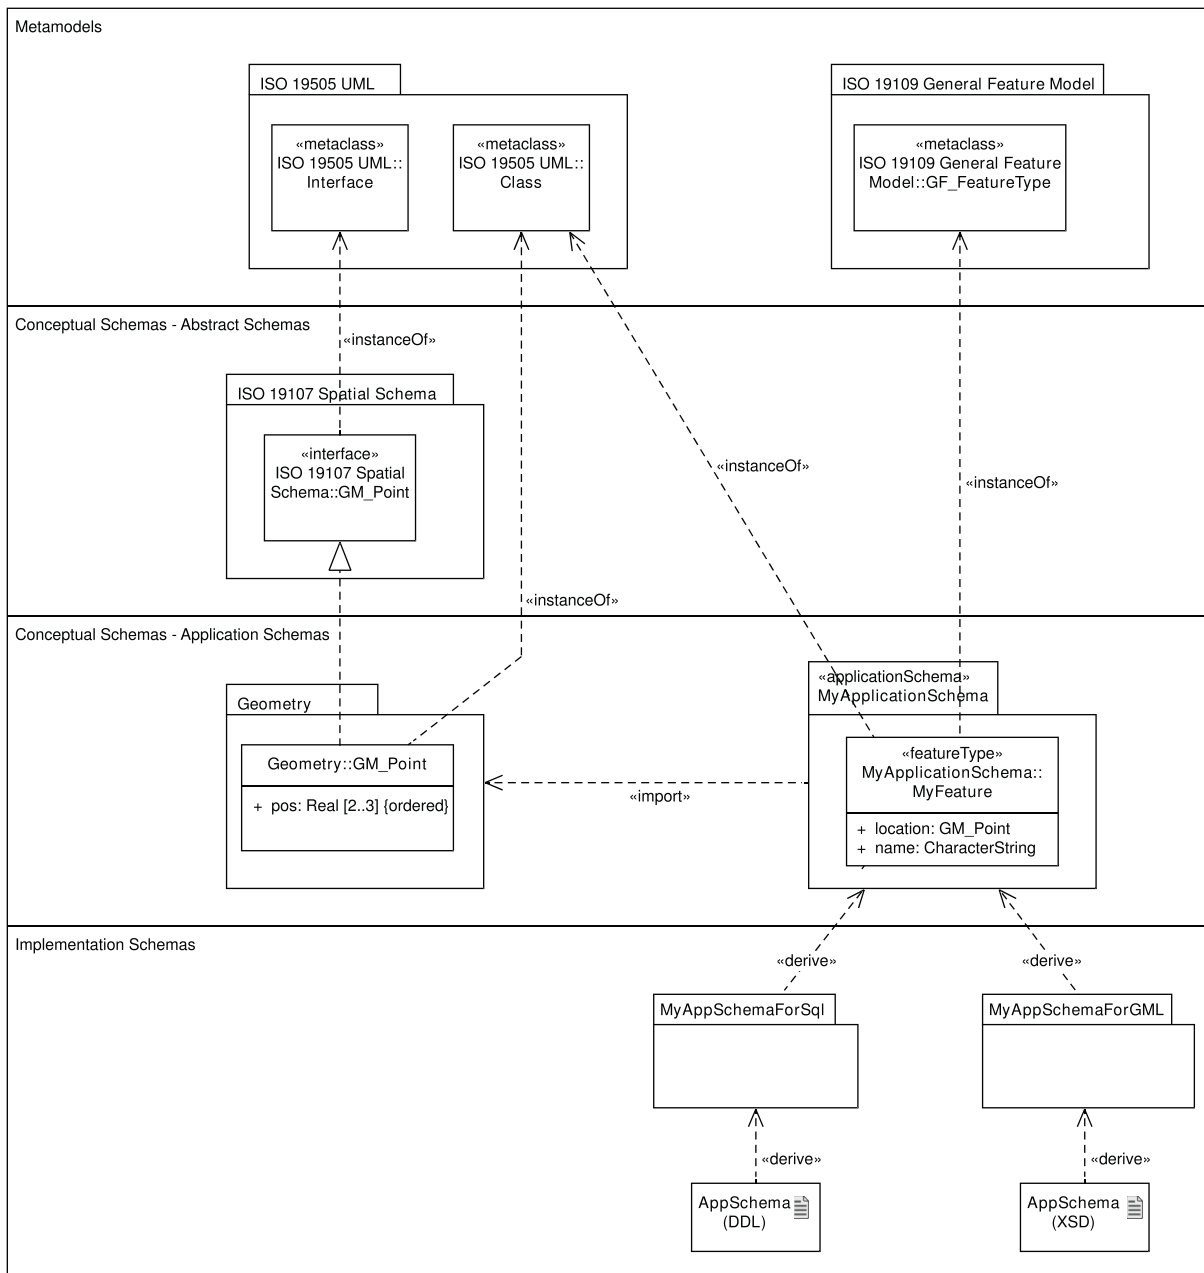 Metamodels
ISO 19505 UML
ISO 19109 General Feature Model
«metaclass»
ISO 19505 UML::
Interface
«metaclass»
ISO 19505 UML::
Class
«metaclass»
ISO 19109 General Feature
Model::GF_FeatureType
Conceptual Schemas - Abstract Schemas
«instanceOf»
ISO 19107 Spatial Schema
«interface»
ISO 19107 Spatial
Schema::GM_Point
«instanceOf»
«instanceOf»
«instanceOf»
Conceptual Schemas - Application Schemas
Geometry
Geometry::GM_Point
+ pos: Real [2..3] {ordered}
«import»
«applicationSchema»
MyApplicationSchema
«featureType»
MyApplicationSchema::
MyFeature
+ location: GM_Point
+ name: CharacterString
Implementation Schemas
«derive»
«derive»
MyAppSchemaForSql
MyAppSchemaForGML
«derive»
«derive»
AppSchema
(DDL)
AppSchema
(XSD)